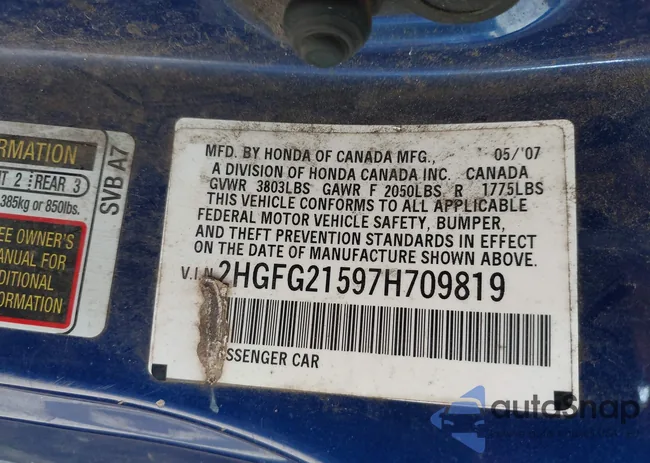 RMATION
T 2 REAR 3
385kg or 850lbs.
EE OWNER'S
MANUAL FOR
DDITIONAL
FORMATION
SVB A7
MFD. BY HONDA OF CANADA MFG., 05/'07
A DIVISION OF HONDA CANADA INC. CANADA
GVWR 3803LBS GAWR F 2050LBS R 1775LBS
THIS VEHICLE CONFORMS TO ALL APPLICABLE
FEDERAL MOTOR VEHICLE SAFETY, BUMPER,
AND THEFT PREVENTION STANDARDS IN EFFECT
ON THE DATE OF MANUFACTURE SHOWN ABOVE.
V.I.N 2HGFG21597H709819
SSENGER CAR
autosnap